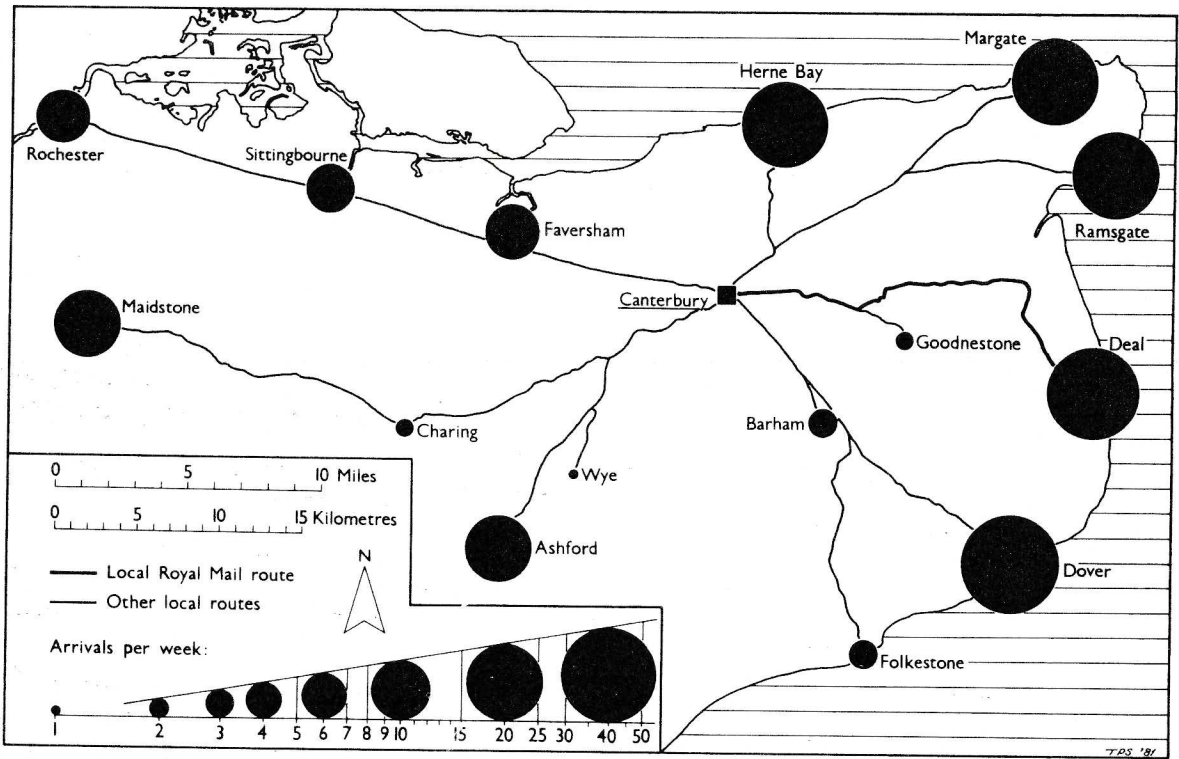 Margate
Herne Bay
Rochester
Sittingbourne
Faversham
Ramsgate
Maidstone
Canterbury
Goodnestone
Deal
Charing
Barham
Wye
0 5 10 Miles
0 5 10 15 Kilometres
Ashford
N
Dover
Local Royal Mail route
Other local routes
Arrivals per week:
Folkestone
1 2 3 4 5 6 7 8 9 10 15 20 25 30 40 50
TPS '81